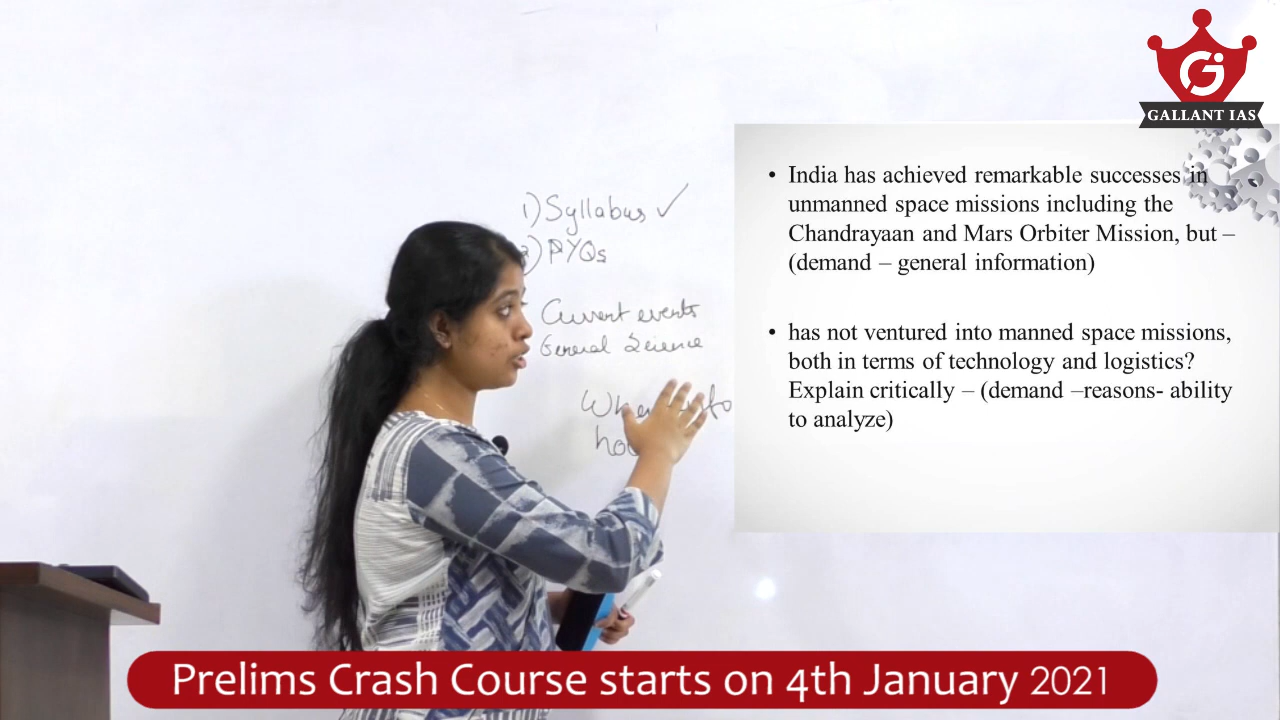 GALLANT IAS
1) Syllabus ✓
) PYQs
Current events
General Science
• India has achieved remarkable successes in
unmanned space missions including the
Chandrayaan and Mars Orbiter Mission, but –
(demand – general information)
• has not ventured into manned space missions,
both in terms of technology and logistics?
Explain critically – (demand –reasons- ability
to analyze)
Prelims Crash Course starts on 4th January 2021